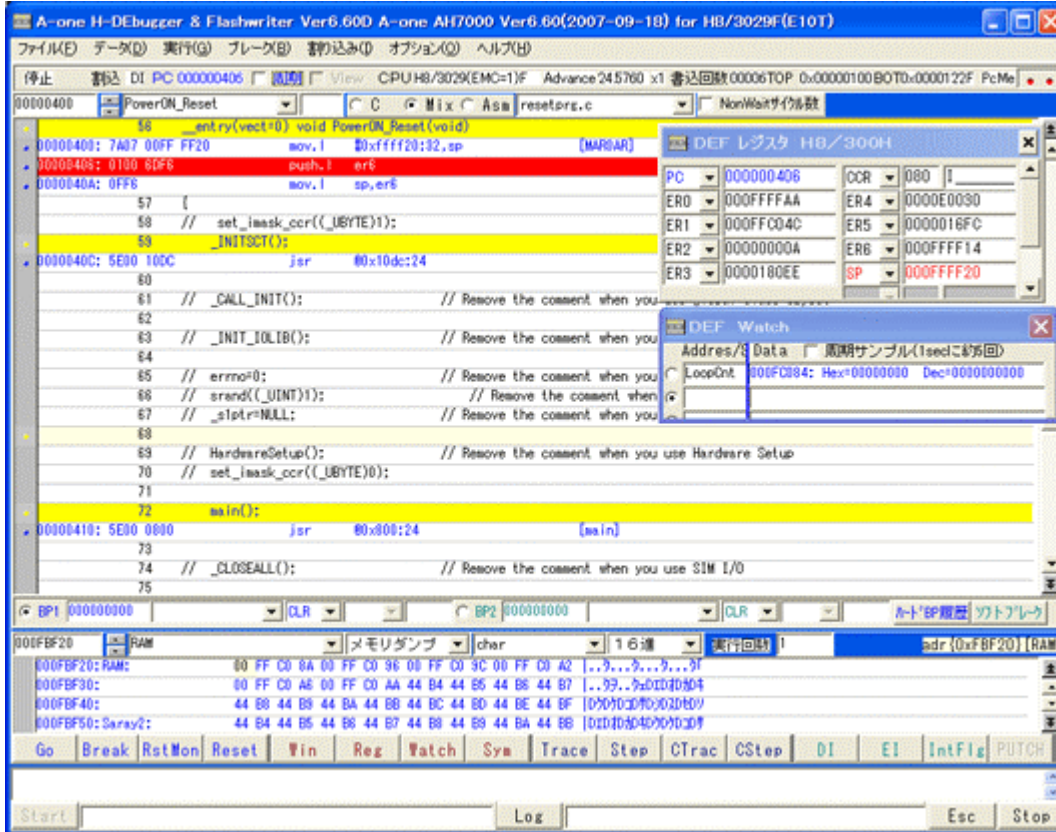 A-one H-DEbugger & Flashwriter Ver6.60D A-one AH7000 Ver6.60(2007-09-18) for H8/3029F(E10T)
ファイル(F) データ(D) 実行(G) ブレーク(B) 割り込み(I) オプション(O) ヘルプ(H)
停止 割込 DI PC 000000406 周期 View CPU H8/3029(EMC=1)F Advance 24.5760 x1 書込回数 00006 TOP 0x00000100 BOT 0x0000122F PcMe
00000400 PowerON_Reset C Mix Asm resetprg.c NonWaitサイクル数
56 __entry(vect=0) void PowerON_Reset(void)
00000400: 7A07 00FF FF20 mov.l #0xffff20:32,sp
00000406: 0100 6DF6 push.l er6
0000040A: 0FF6 mov.l sp,er6
57 {
58 // set_imask_ccr((_UBYTE)1);
59 _INITSCT();
0000040C: 5E00 10DC jsr @0x10dc:24
60
61 // _CALL_INIT(); // Remove the comment when you
62
63 // _INIT_IOLIB(); // Remove the comment when you
64
65 // errno=0; // Remove the comment when you
66 // srand((_UINT)1); // Remove the comment when
67 // _s1ptr=NULL; // Remove the comment when you
68
69 // HardwareSetup(); // Remove the comment when you use Hardware Setup
70 // set_imask_ccr((_UBYTE)0);
71
72 main();
00000410: 5E00 0800 jsr @0x800:24 [main]
73
74 // _CLOSEALL(); // Remove the comment when you use SIM I/O
75
DEF レジスタ H8/300H
PC 000000406 CCR 080 I
ER0 000FFFFAA ER4 0000E0030
ER1 000FFC04C ER5 0000016FC
ER2 00000000A ER6 000FFFF14
ER3 0000180EE SP 000FFFF20
DEF Watch
Addres/S Data 周期サンプル(1secに約5回)
LoopCnt 000FC084: Hex=00000000 Dec=0000000000
BP1 000000000 CLR BP2 000000000 CLR ハードBP履歴 ソフトブレーク
000FBF20 RAM メモリダンプ char 16進 実行回数 1 adr{0xFBF20} [RAM
000FBF20:RAM: 00 FF C0 8A 00 FF C0 96 00 FF C0 9C 00 FF C0 A2
000FBF30: 00 FF C0 A6 00 FF C0 AA 44 B4 44 B5 44 B6 44 B7
000FBF40: 44 B8 44 B9 44 BA 44 BB 44 BC 44 BD 44 BE 44 BF
000FBF50:Saray2: 44 B4 44 B5 44 B6 44 B7 44 B8 44 B9 44 BA 44 BB
Go Break RstMon Reset Win Reg Watch Sym Trace Step CTrac CStep DI EI IntFlg PUTCH
Start Log Esc Stop